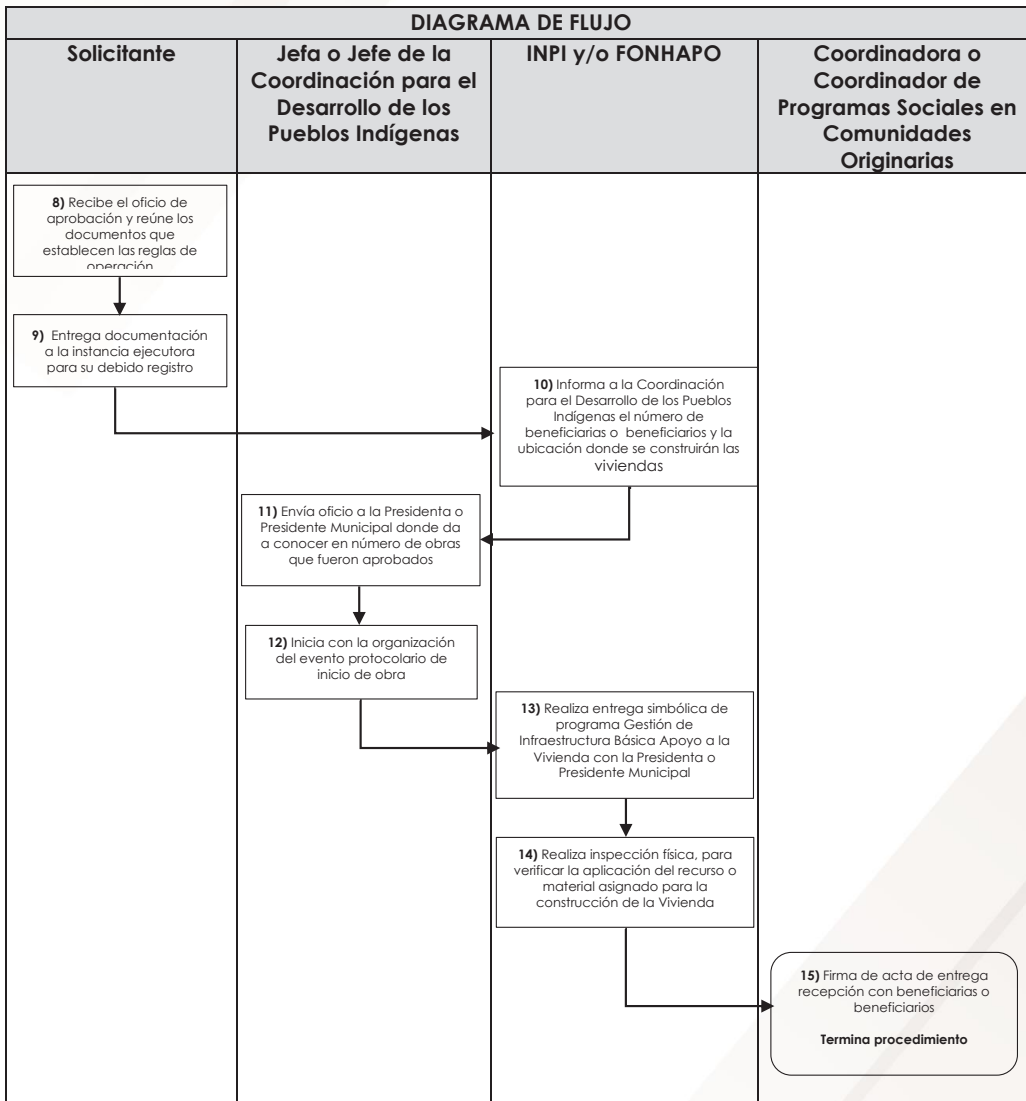 DIAGRAMA DE FLUJO
Solicitante
Jefa o Jefe de la
Coordinación para el
Desarrollo de los
Pueblos Indígenas
INPI y/o FONHAPO
Coordinadora o
Coordinador de
Programas Sociales en
Comunidades
Originarias
8) Recibe el oficio de
aprobación y reúne los
documentos que
establecen las reglas de
operación
9) Entrega documentación
a la instancia ejecutora
para su debido registro
10) Informa a la Coordinación
para el Desarrollo de los Pueblos
Indígenas el número de
beneficiarias o beneficiarios y la
ubicación donde se construirán las
viviendas
11) Envía oficio a la Presidenta o
Presidente Municipal donde da
a conocer en número de obras
que fueron aprobados
12) Inicia con la organización
del evento protocolario de
inicio de obra
13) Realiza entrega simbólica de
programa Gestión de
Infraestructura Básica Apoyo a la
Vivienda con la Presidenta o
Presidente Municipal
14) Realiza inspección física, para
verificar la aplicación del recurso o
material asignado para la
construcción de la Vivienda
15) Firma de acta de entrega
recepción con beneficiarias o
beneficiarios
Termina procedimiento